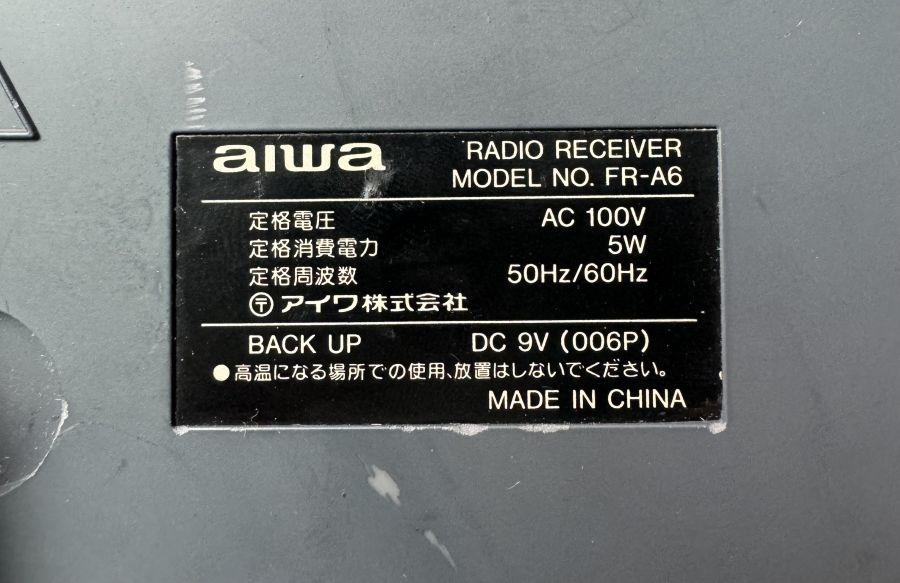 aiwa
RADIO RECEIVER
MODEL NO. FR-A6
定格電圧 AC 100V
定格消費電力 5W
定格周波数 50Hz/60Hz
〶 アイワ株式会社
BACK UP DC 9V (006P)
●高温になる場所での使用、放置はしないでください。
MADE IN CHINA